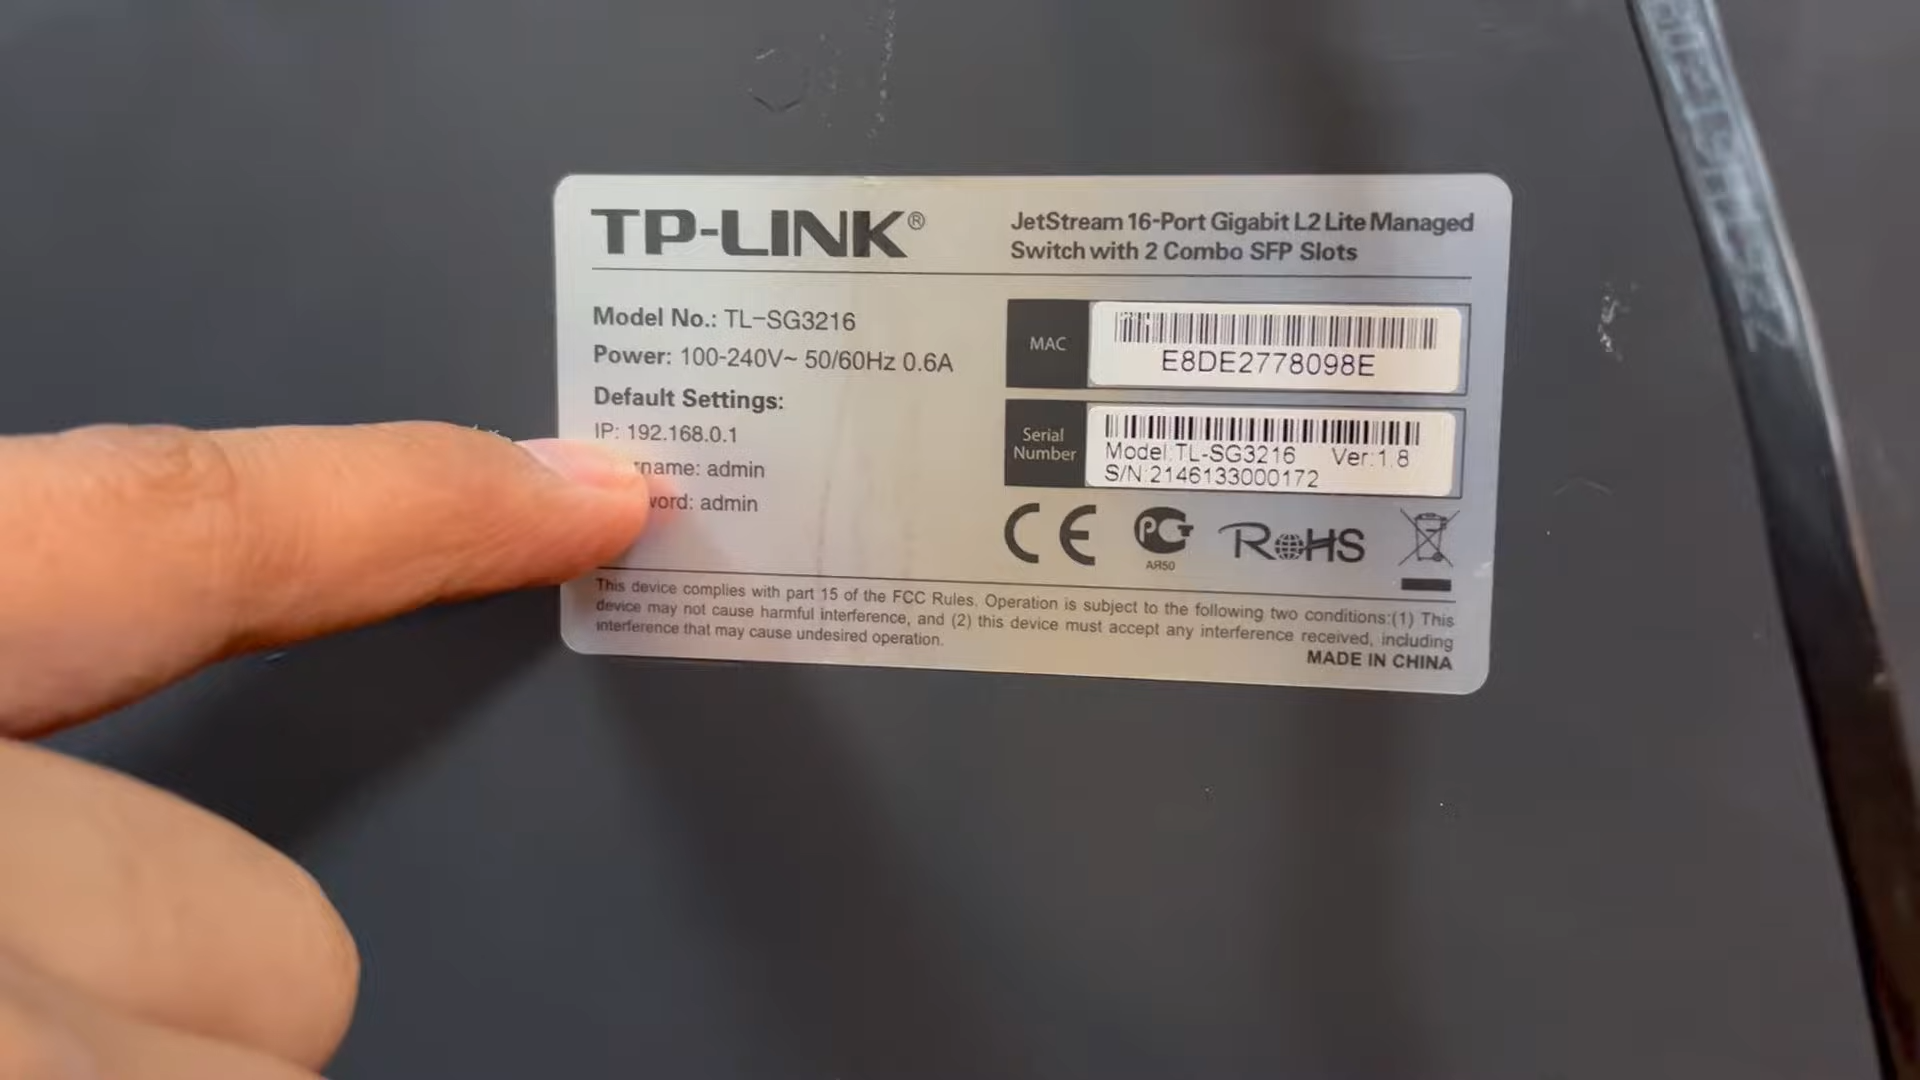 TP-LINK®
JetStream 16-Port Gigabit L2 Lite Managed
Switch with 2 Combo SFP Slots
Model No.: TL-SG3216
Power: 100-240V~ 50/60Hz 0.6A
Default Settings:
IP: 192.168.0.1
rname: admin
word: admin
MAC
E8DE2778098E
Serial
Number
Model:TL-SG3216 Ver:1.8
S/N:2146133000172
CE
PCT
AЯ50
RoHS
This device complies with part 15 of the FCC Rules. Operation is subject to the following two conditions:(1) This
device may not cause harmful interference, and (2) this device must accept any interference received, including
interference that may cause undesired operation.
MADE IN CHINA